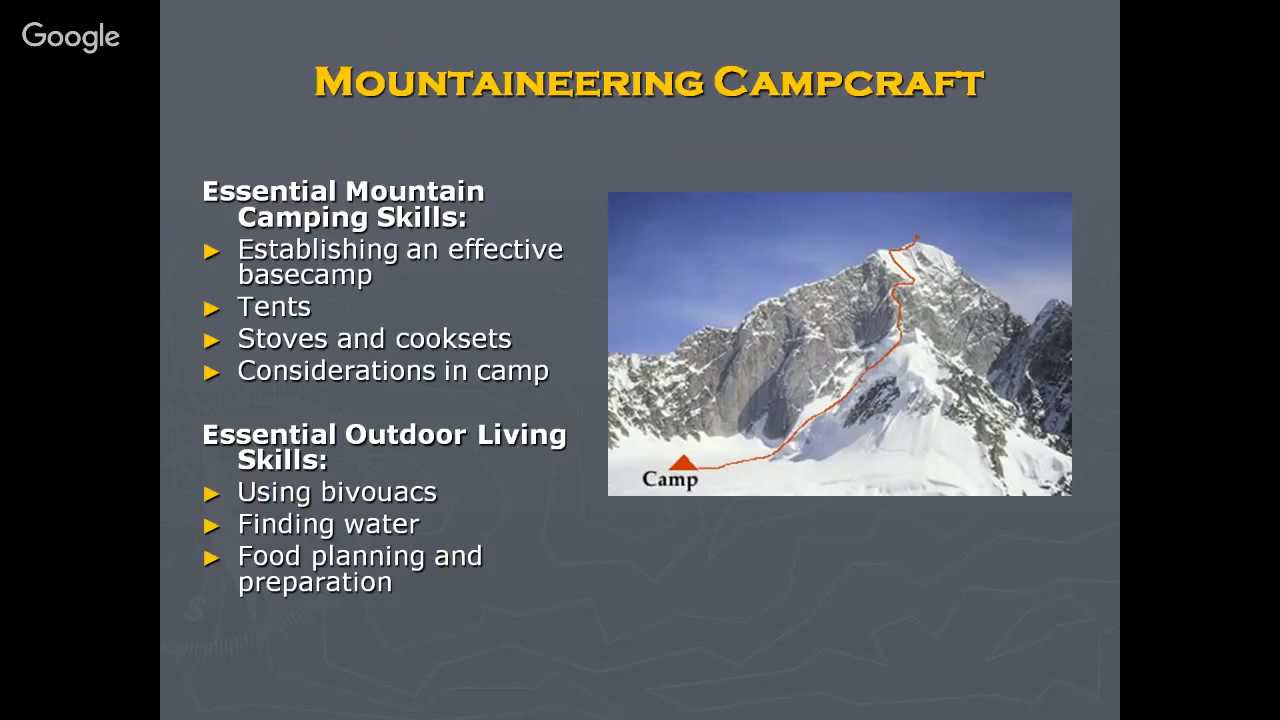 Google
Mountaineering Campcraft
Essential Mountain
Camping Skills:
► Establishing an effective
basecamp
► Tents
► Stoves and cooksets
► Considerations in camp
Essential Outdoor Living
Skills:
► Using bivouacs
► Finding water
► Food planning and
preparation
Camp